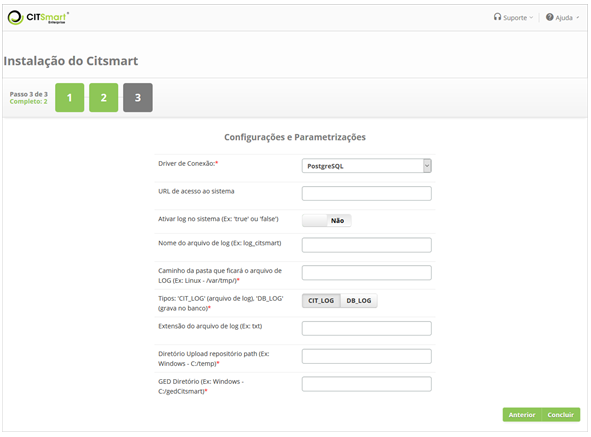 CITSmart
Enterprise
Suporte
Ajuda
Instalação do Citsmart
Passo 3 de 3
Completo: 2
1
2
3
Configurações e Parametrizações
Driver de Conexão:*
PostgreSQL
URL de acesso ao sistema
Ativar log no sistema (Ex: 'true' ou 'false')
Não
Nome do arquivo de log (Ex: log_citsmart)
Caminho da pasta que ficará o arquivo de
LOG (Ex: Linux - /var/tmp/)*
Tipos: 'CIT_LOG' (arquivo de log), 'DB_LOG'
(grava no banco)*
CIT_LOG
DB_LOG
Extensão do arquivo de log (Ex: txt)
Diretório Upload repositório path (Ex:
Windows - C:/temp)*
GED Diretório (Ex: Windows -
C:/gedCitsmart)*
Anterior
Concluir